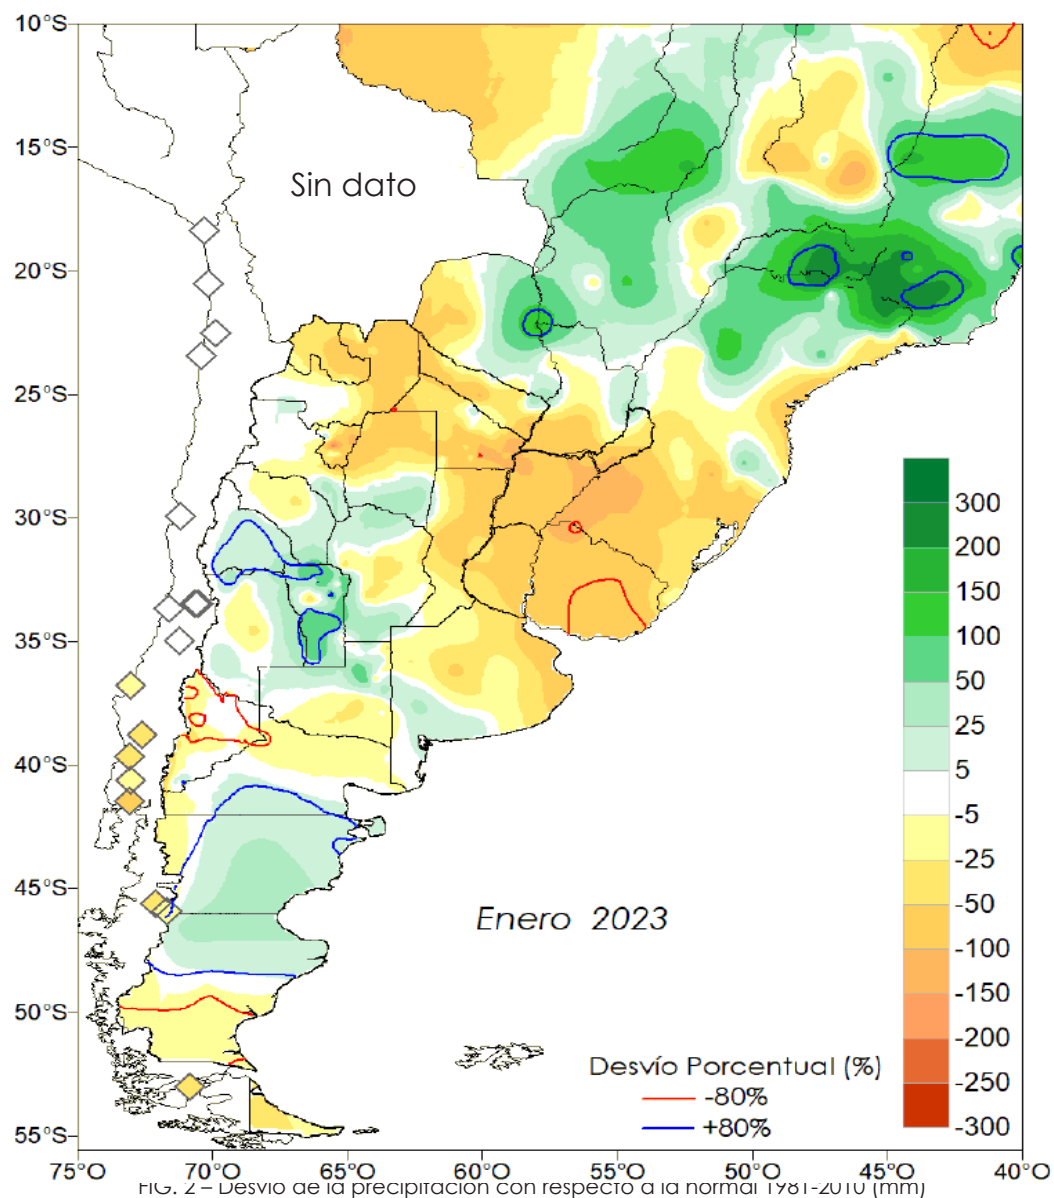 10°S
15°S
Sin dato
20°S
25°S
30°S
35°S
40°S
45°S
50°S
55°S
300
200
150
100
50
25
5
-5
-25
-50
-100
-150
-200
-250
-300
Enero 2023
Desvío Porcentual (%)
-80%
+80%
75°O 70°O 65°O 60°O 55°O 50°O 45°O 40°O
FIG. 2 – Desvío de la precipitación con respecto a la normal 1981-2010 (mm)